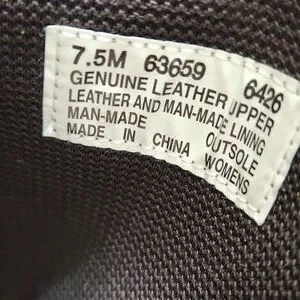 7.5M 63659 6426
GENUINE LEATHER UPPER
LEATHER AND MAN-MADE LINING
MAN-MADE OUTSOLE
MADE IN CHINA WOMENS